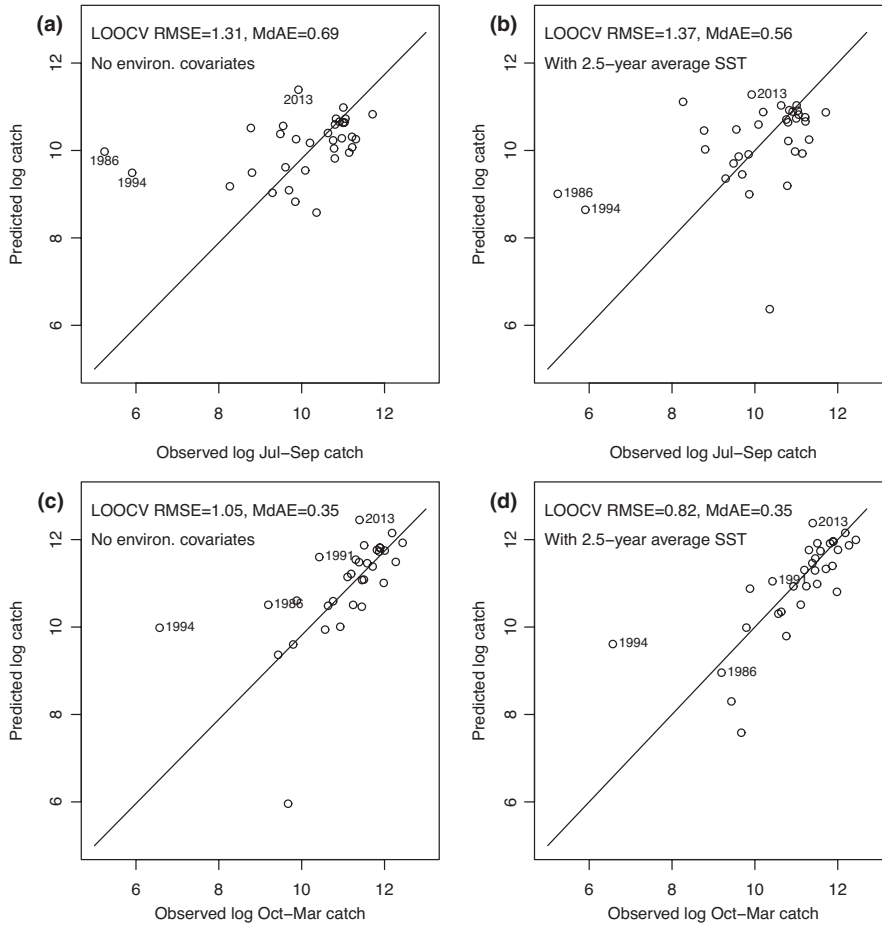 (a)
LOOCV RMSE=1.31, MdAE=0.69
No environ. covariates
2013
1986
1994
Predicted log catch
6 8 10 12
6 8 10 12
Observed log Jul−Sep catch
(b)
LOOCV RMSE=1.37, MdAE=0.56
With 2.5−year average SST
2013
1986
1994
Predicted log catch
6 8 10 12
6 8 10 12
Observed log Jul−Sep catch
(c)
LOOCV RMSE=1.05, MdAE=0.35
No environ. covariates
2013
1991
1986
1994
Predicted log catch
6 8 10 12
6 8 10 12
Observed log Oct−Mar catch
(d)
LOOCV RMSE=0.82, MdAE=0.35
With 2.5−year average SST
2013
1991
1994
1986
Predicted log catch
6 8 10 12
6 8 10 12
Observed log Oct−Mar catch